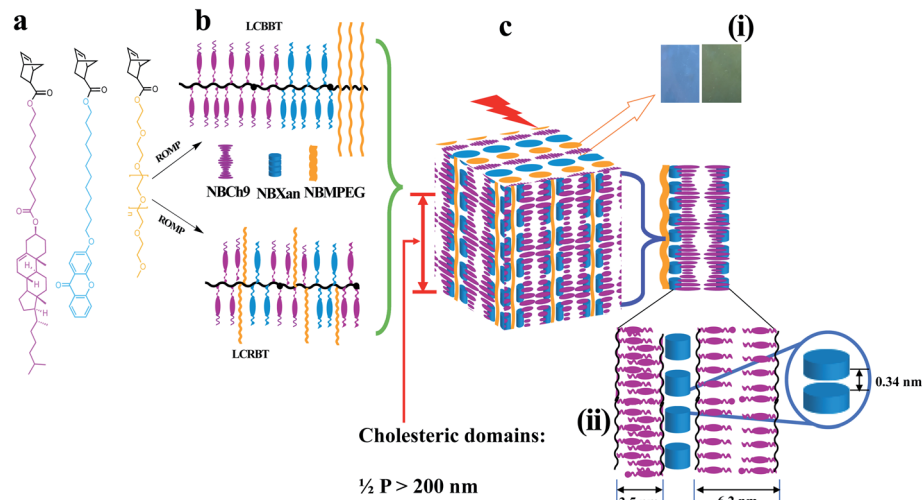 a
b
c
(i)
LCBBT
O
O
O
O
O
O
ROMP
ROMP
NBCh9
NBXan
NBMPEG
O
O
O
O
O
O
O
O
O
O
n
H
H
H
LCRBT
(ii)
0.34 nm
Cholesteric domains:
½ P > 200 nm